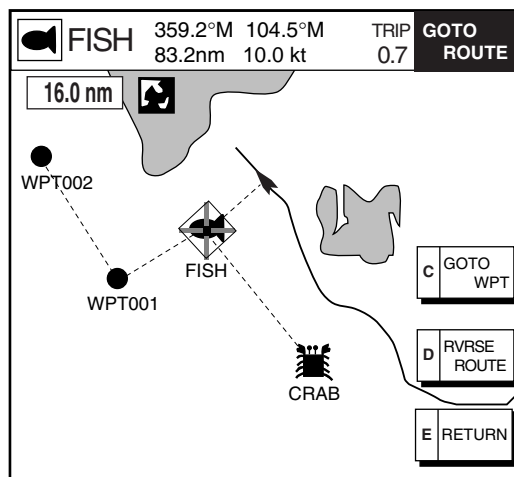 FISH 359.2°M 104.5°M TRIP GOTO
83.2nm 10.0 kt 0.7 ROUTE
16.0 nm
WPT002
FISH
WPT001
CRAB
C GOTO
WPT
D RVRSE
ROUTE
E RETURN